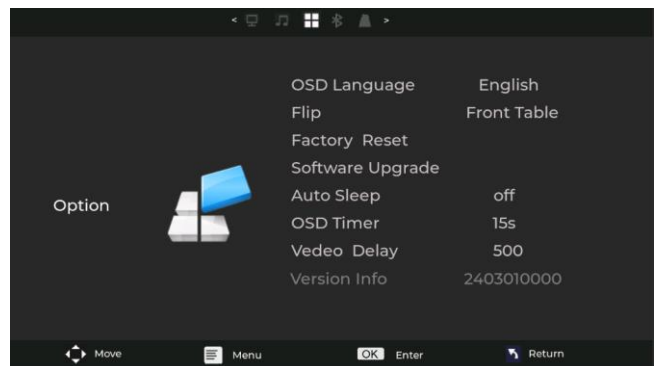 OSD Language English
Flip Front Table
Factory Reset
Software Upgrade
Auto Sleep off
Option
OSD Timer 15s
Vedeo Delay 500
Version Info 2403010000
Move Menu OK Enter Return